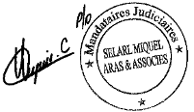 P/O
Mandataires Judiciaires
SELARL MIQUEL
ARAS & ASSOCIES